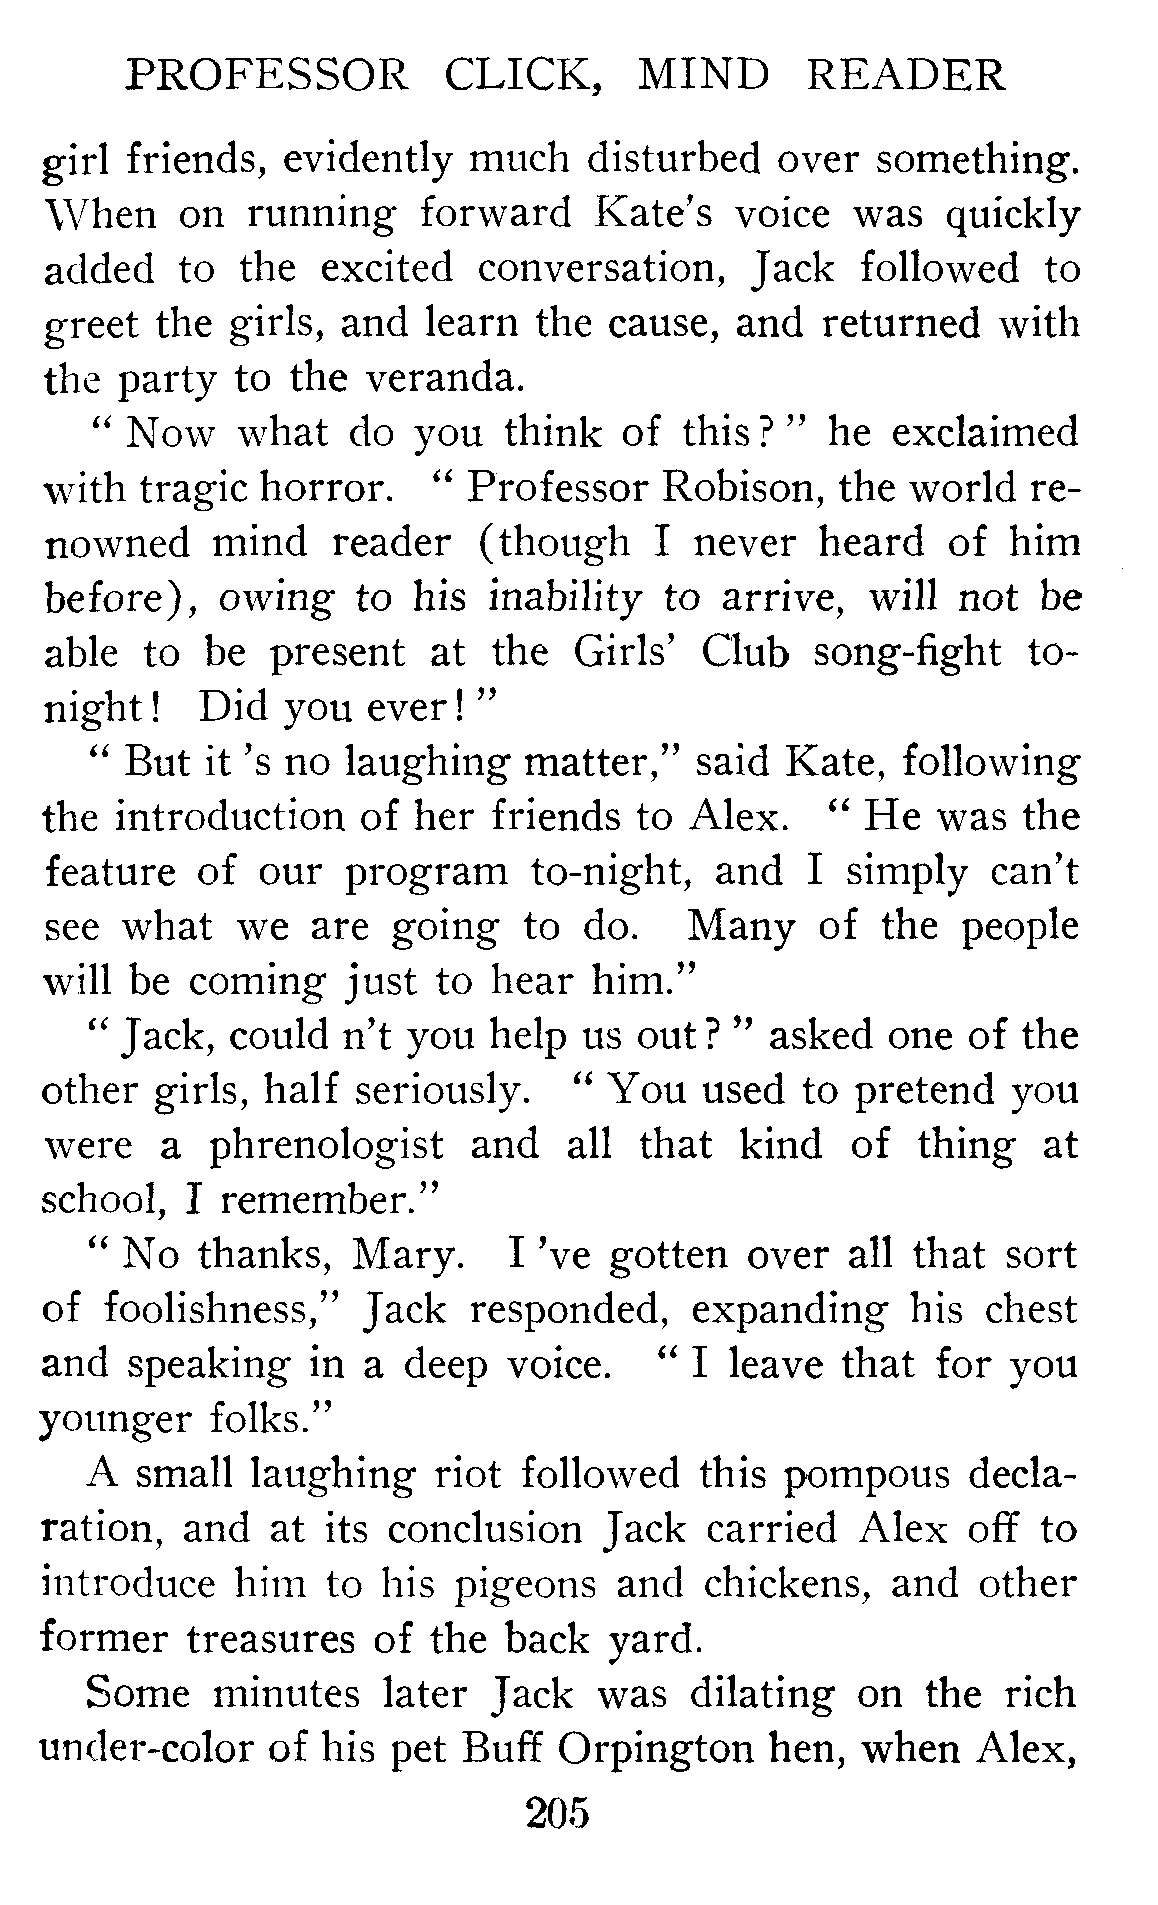 PROFESSOR CLICK, MIND READER
girl friends, evidently much disturbed over something.
When on running forward Kate's voice was quickly
added to the excited conversation, Jack followed to
greet the girls, and learn the cause, and returned with
the party to the veranda.
" Now what do you think of this? " he exclaimed
with tragic horror. " Professor Robison, the world re-
nowned mind reader (though I never heard of him
before), owing to his inability to arrive, will not be
able to be present at the Girls' Club song-fight to-
night! Did you ever! "
" But it 's no laughing matter," said Kate, following
the introduction of her friends to Alex. " He was the
feature of our program to-night, and I simply can't
see what we are going to do. Many of the people
will be coming just to hear him."
" Jack, could n't you help us out? " asked one of the
other girls, half seriously. " You used to pretend you
were a phrenologist and all that kind of thing at
school, I remember."
" No thanks, Mary. I 've gotten over all that sort
of foolishness," Jack responded, expanding his chest
and speaking in a deep voice. " I leave that for you
younger folks."
A small laughing riot followed this pompous decla-
ration, and at its conclusion Jack carried Alex off to
introduce him to his pigeons and chickens, and other
former treasures of the back yard.
Some minutes later Jack was dilating on the rich
under-color of his pet Buff Orpington hen, when Alex,
205